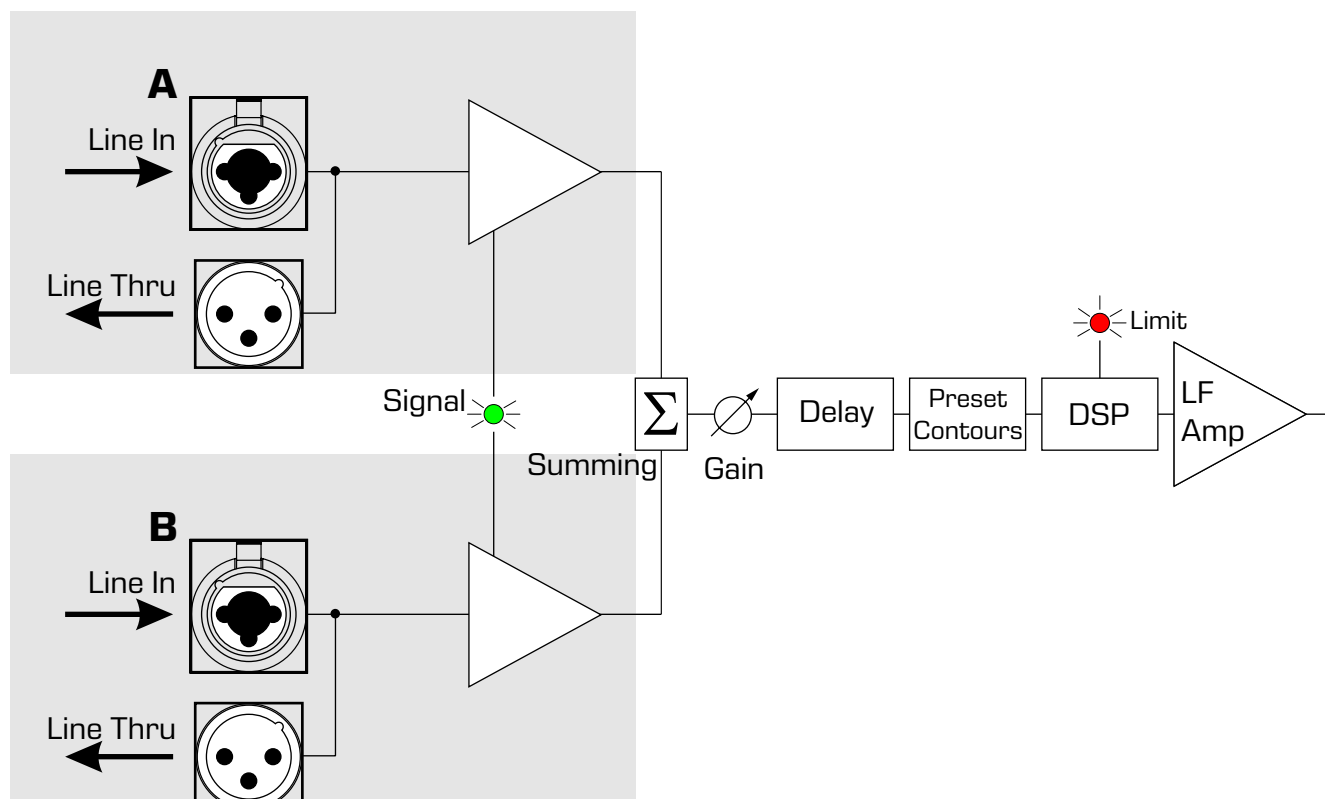 A
Line In
Line Thru
Signal
Limit
Σ
Summing
Gain
Delay
Preset
Contours
DSP
LF
Amp
B
Line In
Line Thru